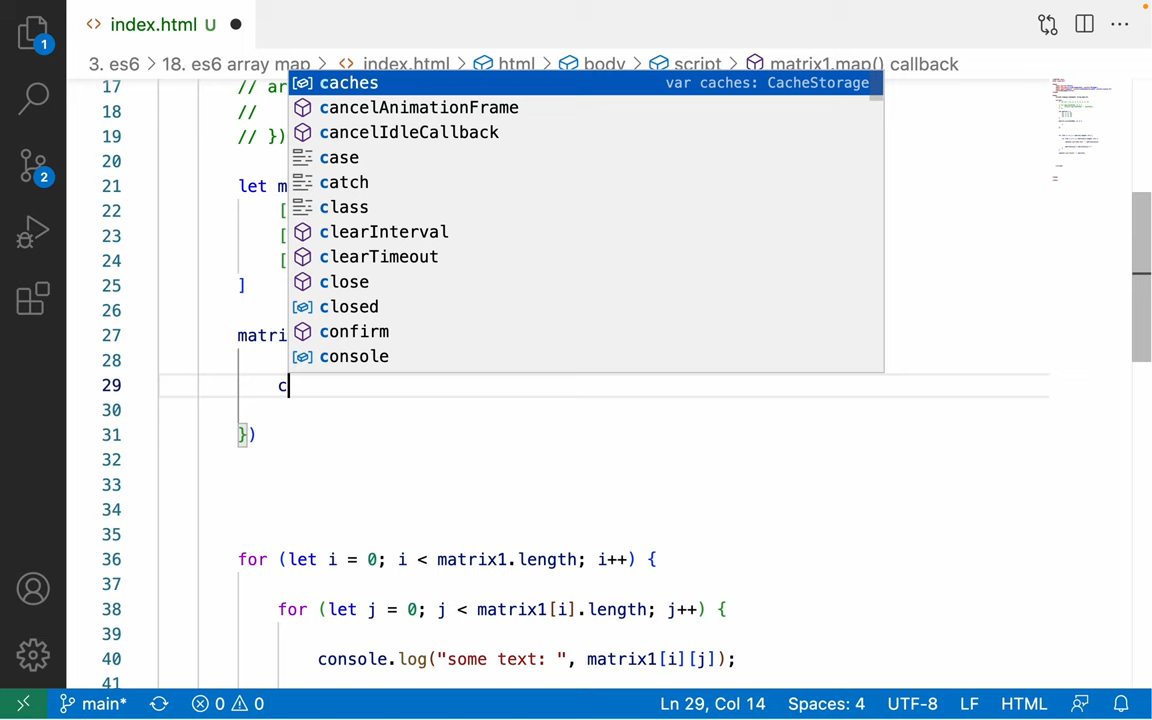 index.html U
1
3. es6 > 18. es6 array map > index.html > html > body > script > matrix1.map() callback
17 // ar
caches var caches: CacheStorage
18 //
cancelAnimationFrame
19 // })
cancelIdleCallback
20
case
21 let m
catch
22 [
class
23 [
clearInterval
24 [
clearTimeout
25 ]
close
26
closed
27 matri
confirm
28
console
29 c
30
31 })
32
33
34
35
36 for (let i = 0; i < matrix1.length; i++) {
37
38 for (let j = 0; j < matrix1[i].length; j++) {
39
40 console.log("some text: ", matrix1[i][j]);
41
2
main* 0 0 Ln 29, Col 14 Spaces: 4 UTF-8 LF HTML